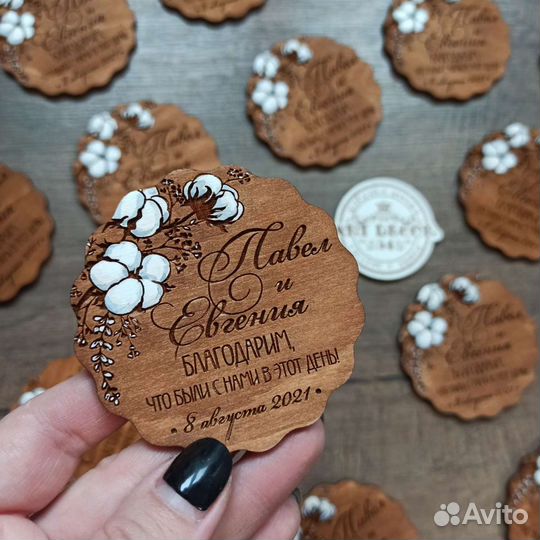 Павел
и
Евгения
БЛАГОДАРИМ,
ЧТО БЫЛИ С НАМИ В ЭТОТ ДЕНЬ!
• 8 августа 2021 •
Avito